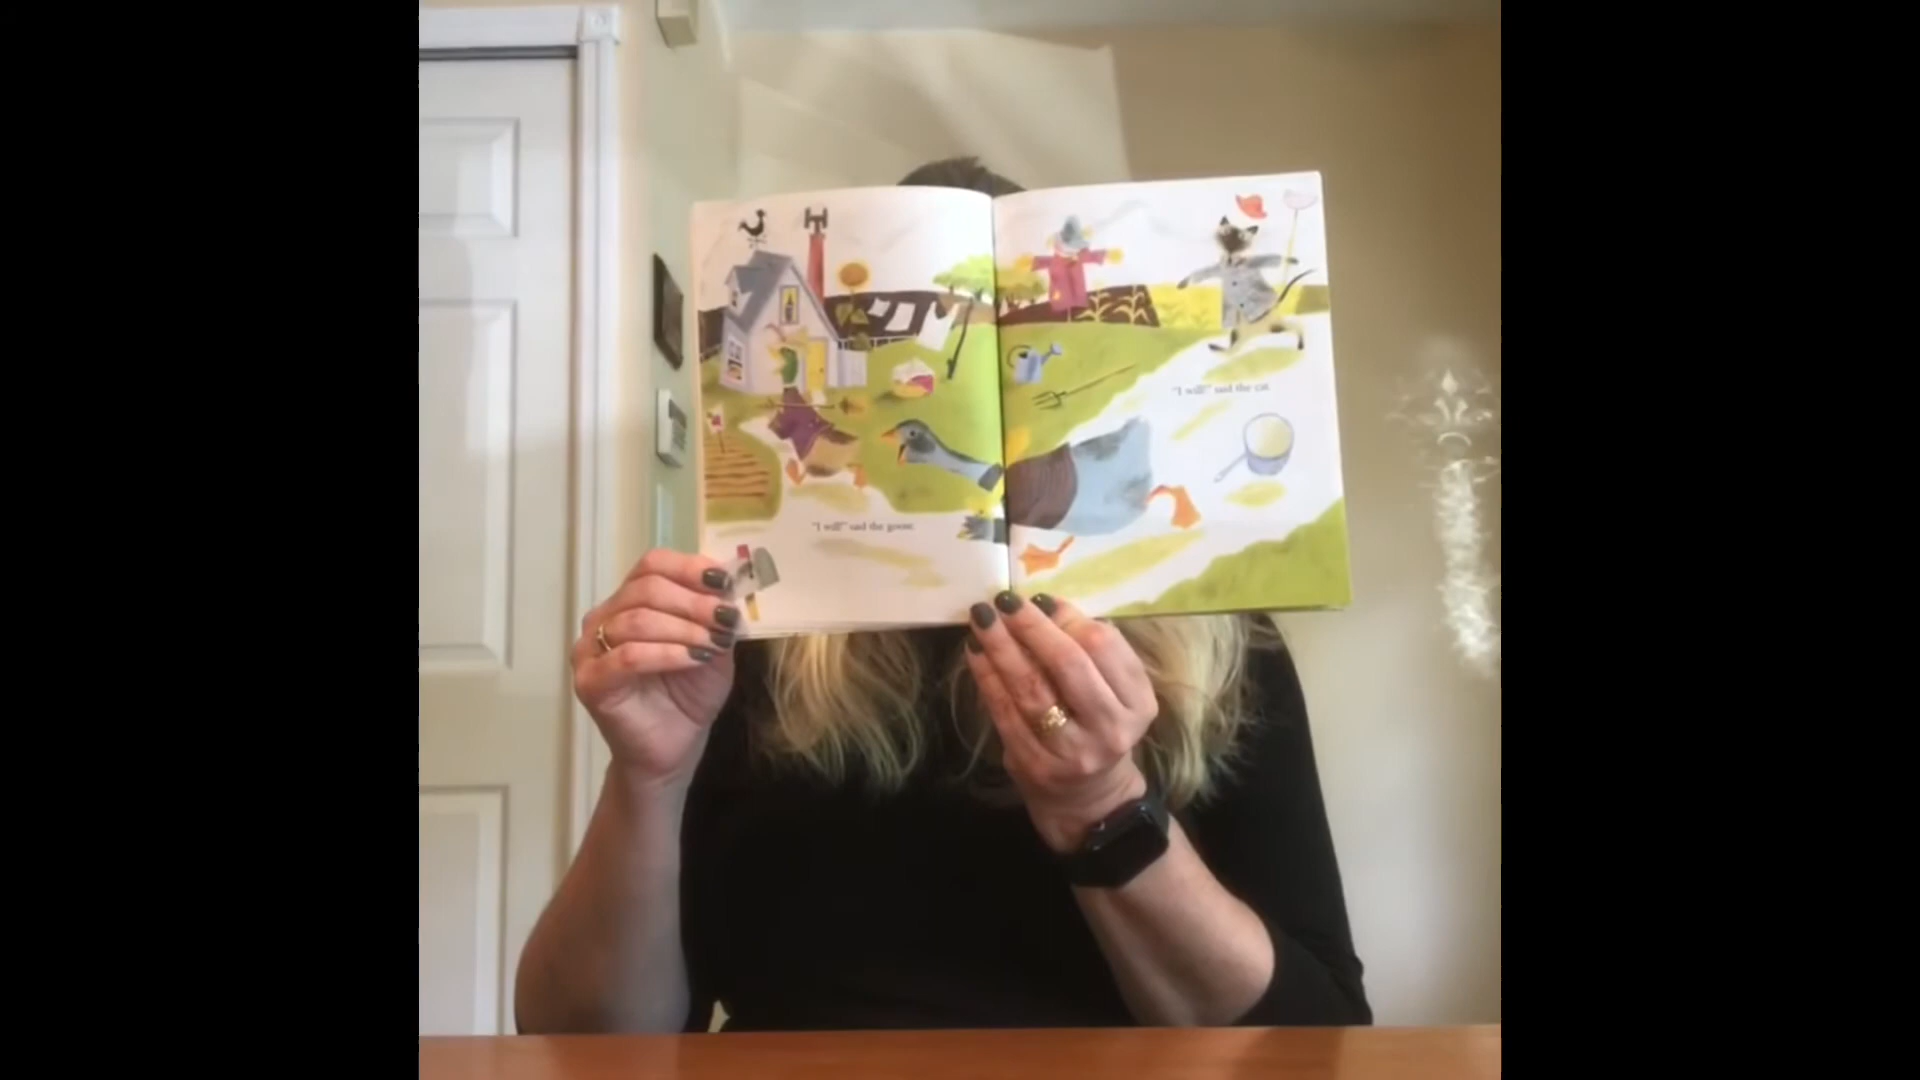 "I will!" said the goose.
"I will!" said the cat.